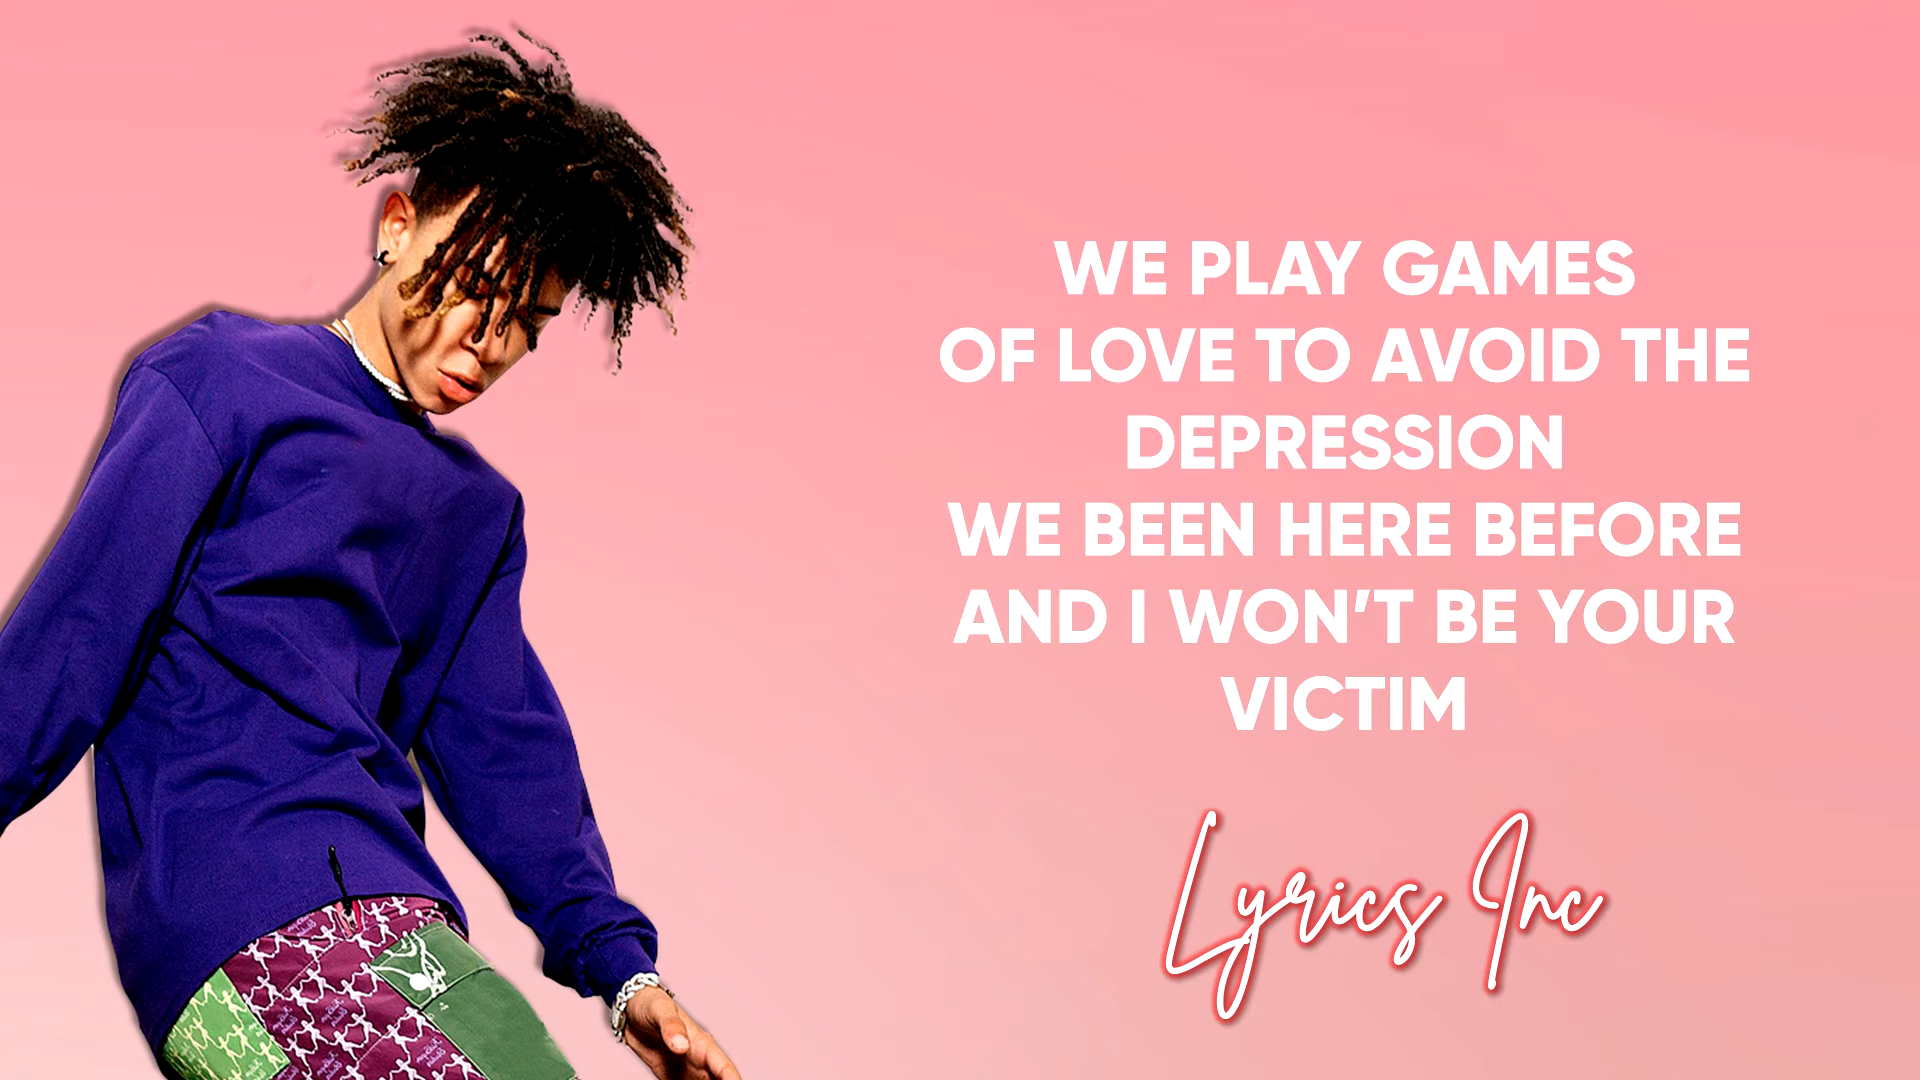 WE PLAY GAMES
OF LOVE TO AVOID THE
DEPRESSION
WE BEEN HERE BEFORE
AND I WON'T BE YOUR
VICTIM
Lyrics Inc